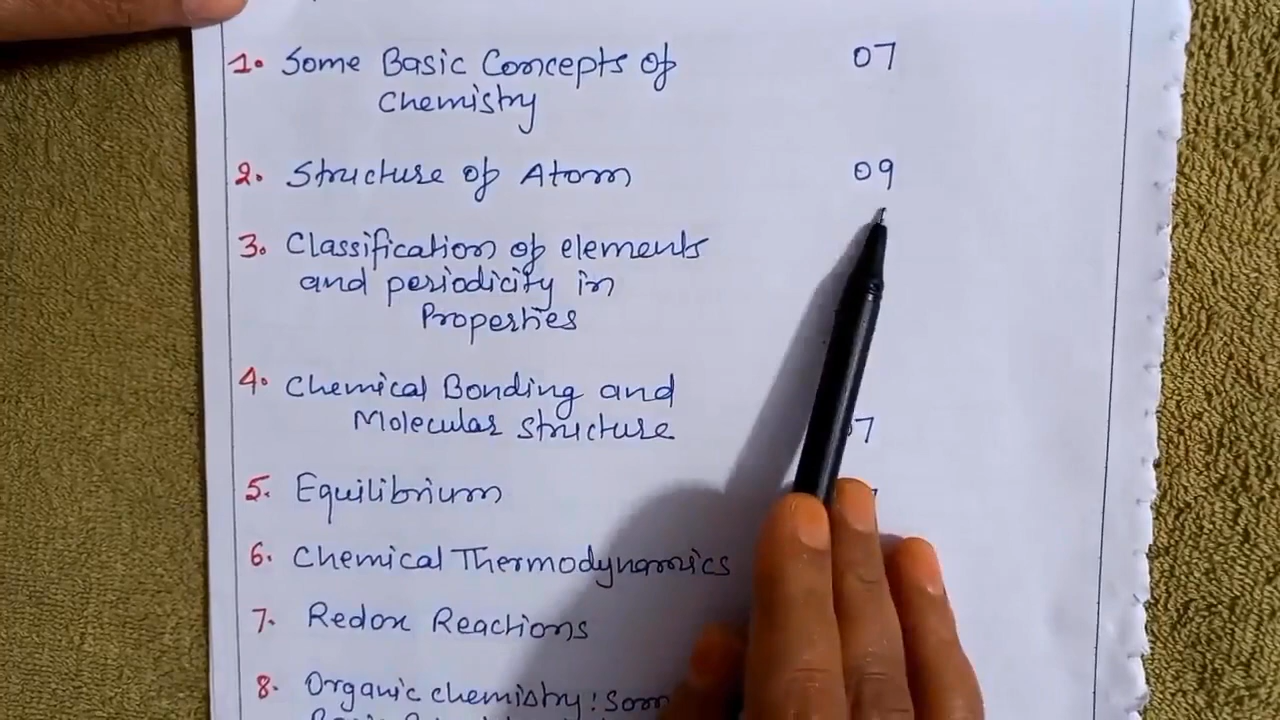 1. Some Basic Concepts of 07
Chemistry
2. Structure of Atom 09
3. Classification of elements
and periodicity in
Properties
4. Chemical Bonding and
Molecular structure 7
5. Equilibrium
6. Chemical Thermodynamics
7. Redox Reactions
8. Organic chemistry: Som